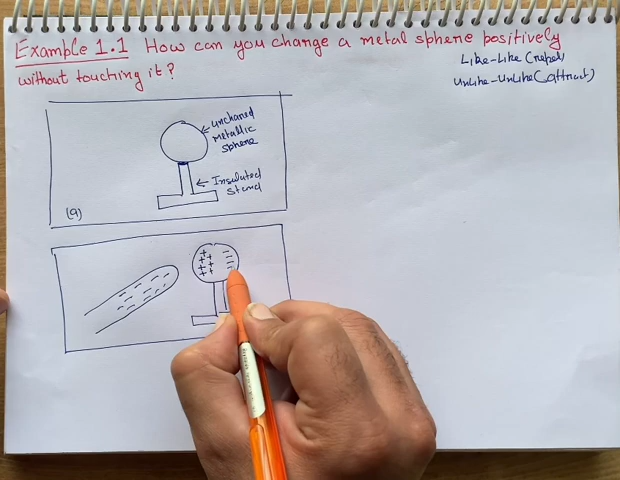 Example 1.1 How can you change a metal sphere positively
without touching it?
Like-Like (repel)
Unlike-Unlike (attract)
unchared
metallic
sphere
Insulated
stand
(a)